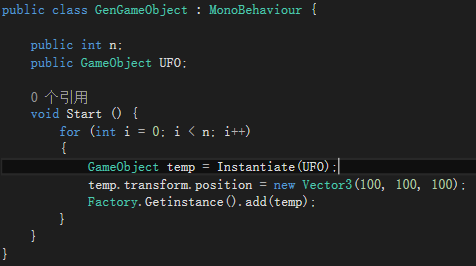 public class GenGameObject : MonoBehaviour {
public int n;
public GameObject UFO;
0 个引用
void Start () {
for (int i = 0; i < n; i++)
{
GameObject temp = Instantiate(UFO);
temp.transform.position = new Vector3(100, 100, 100);
Factory.Getinstance().add(temp);
}
}
}